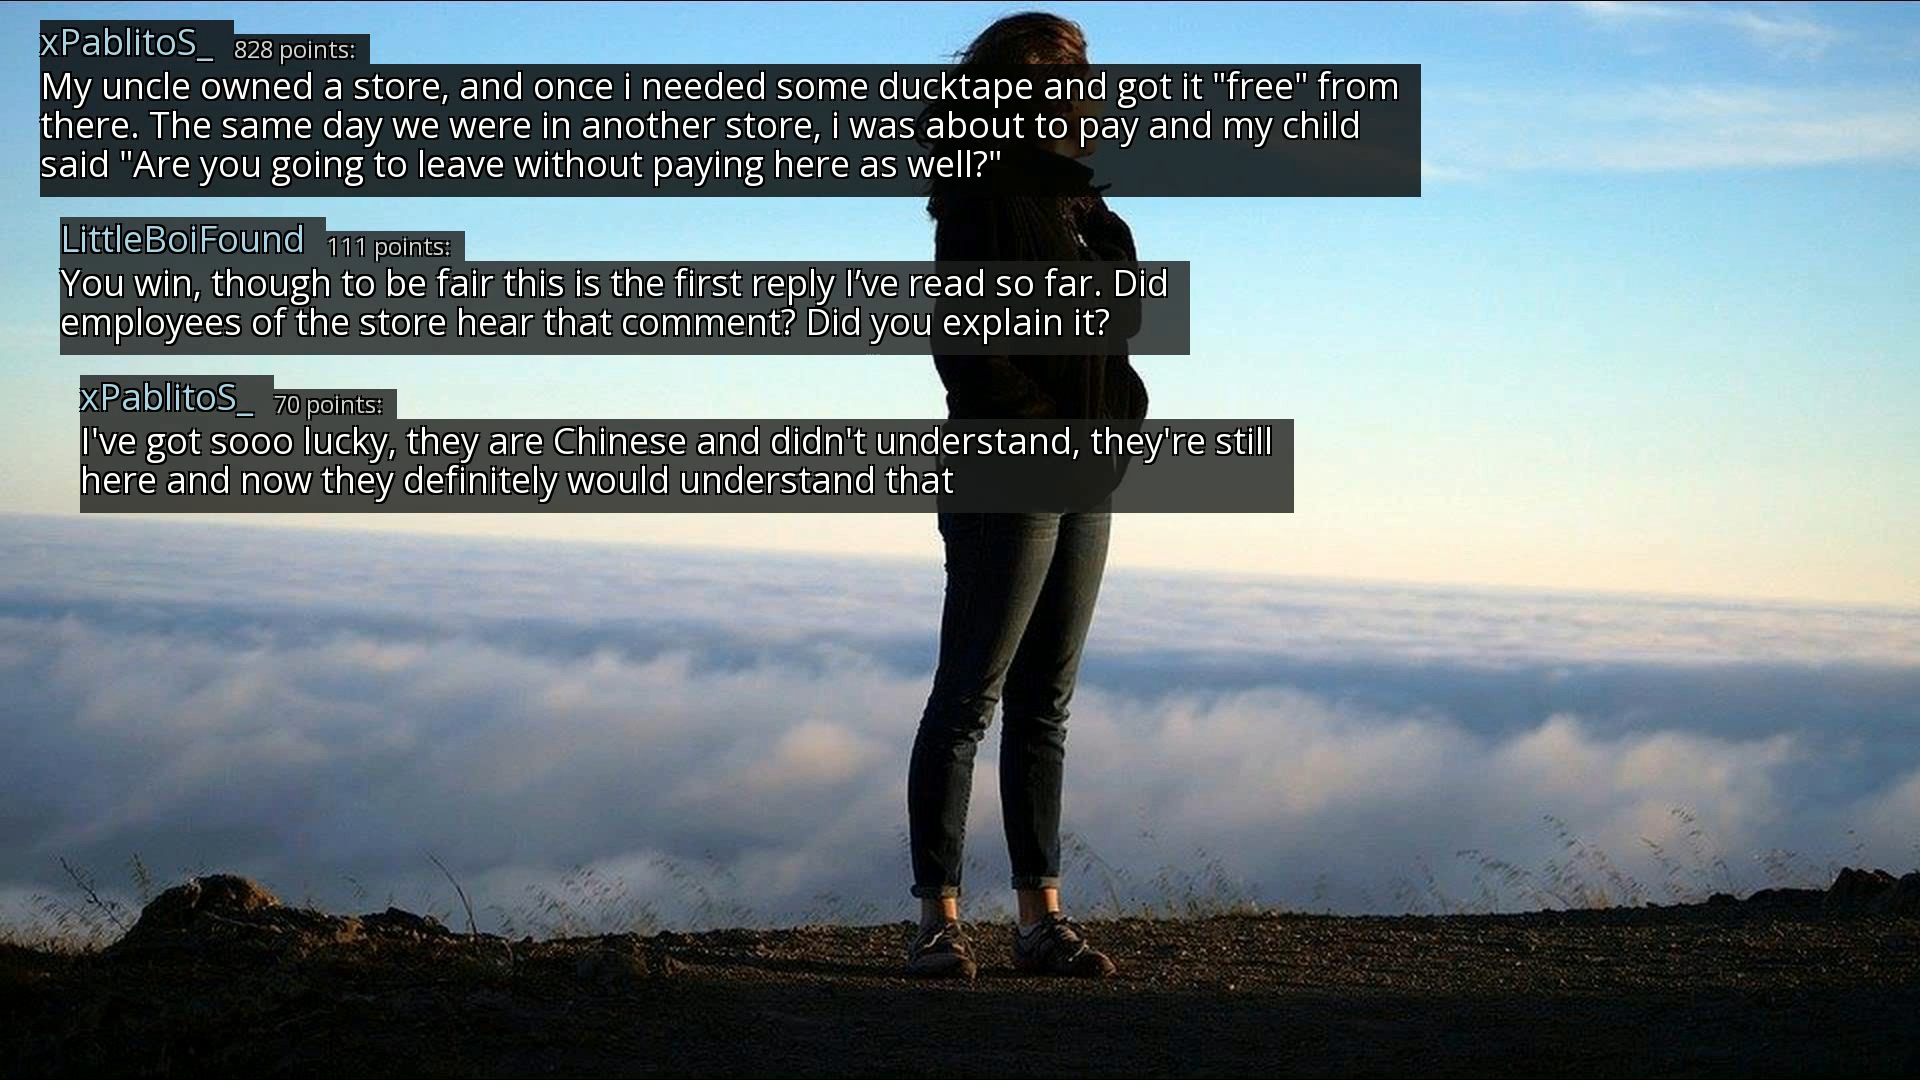 xPablitoS_ 828 points:
My uncle owned a store, and once i needed some ducktape and got it "free" from
there. The same day we were in another store, i was about to pay and my child
said "Are you going to leave without paying here as well?"
LittleBoiFound 111 points:
You win, though to be fair this is the first reply I’ve read so far. Did
employees of the store hear that comment? Did you explain it?
xPablitoS_ 70 points:
I've got sooo lucky, they are Chinese and didn't understand, they're still
here and now they definitely would understand that